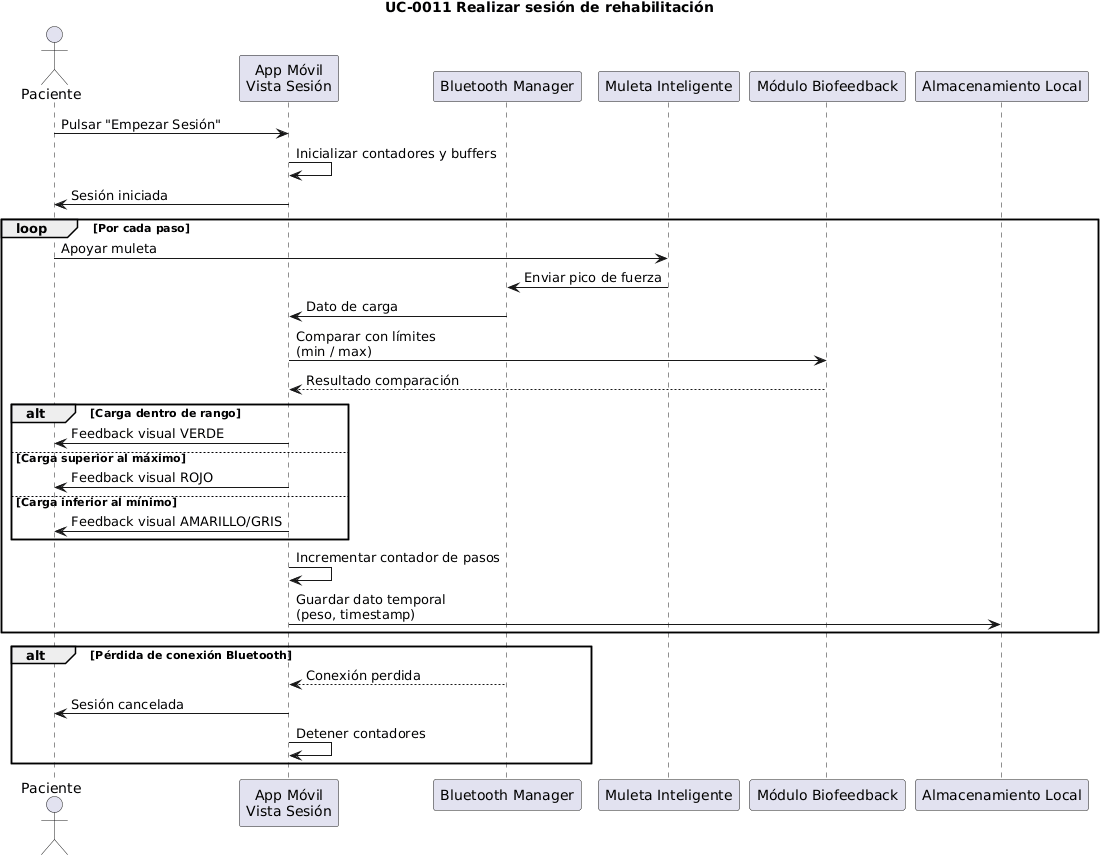 UC-0011 Realizar sesión de rehabilitación
Paciente
App Móvil
Vista Sesión
Bluetooth Manager
Muleta Inteligente
Módulo Biofeedback
Almacenamiento Local
Pulsar "Empezar Sesión"
Inicializar contadores y buffers
Sesión iniciada
loop
[Por cada paso]
Apoyar muleta
Enviar pico de fuerza
Dato de carga
Comparar con límites
(min / max)
Resultado comparación
alt
[Carga dentro de rango]
Feedback visual VERDE
[Carga superior al máximo]
Feedback visual ROJO
[Carga inferior al mínimo]
Feedback visual AMARILLO/GRIS
Incrementar contador de pasos
Guardar dato temporal
(peso, timestamp)
alt
[Pérdida de conexión Bluetooth]
Conexión perdida
Sesión cancelada
Detener contadores
Paciente
App Móvil
Vista Sesión
Bluetooth Manager
Muleta Inteligente
Módulo Biofeedback
Almacenamiento Local